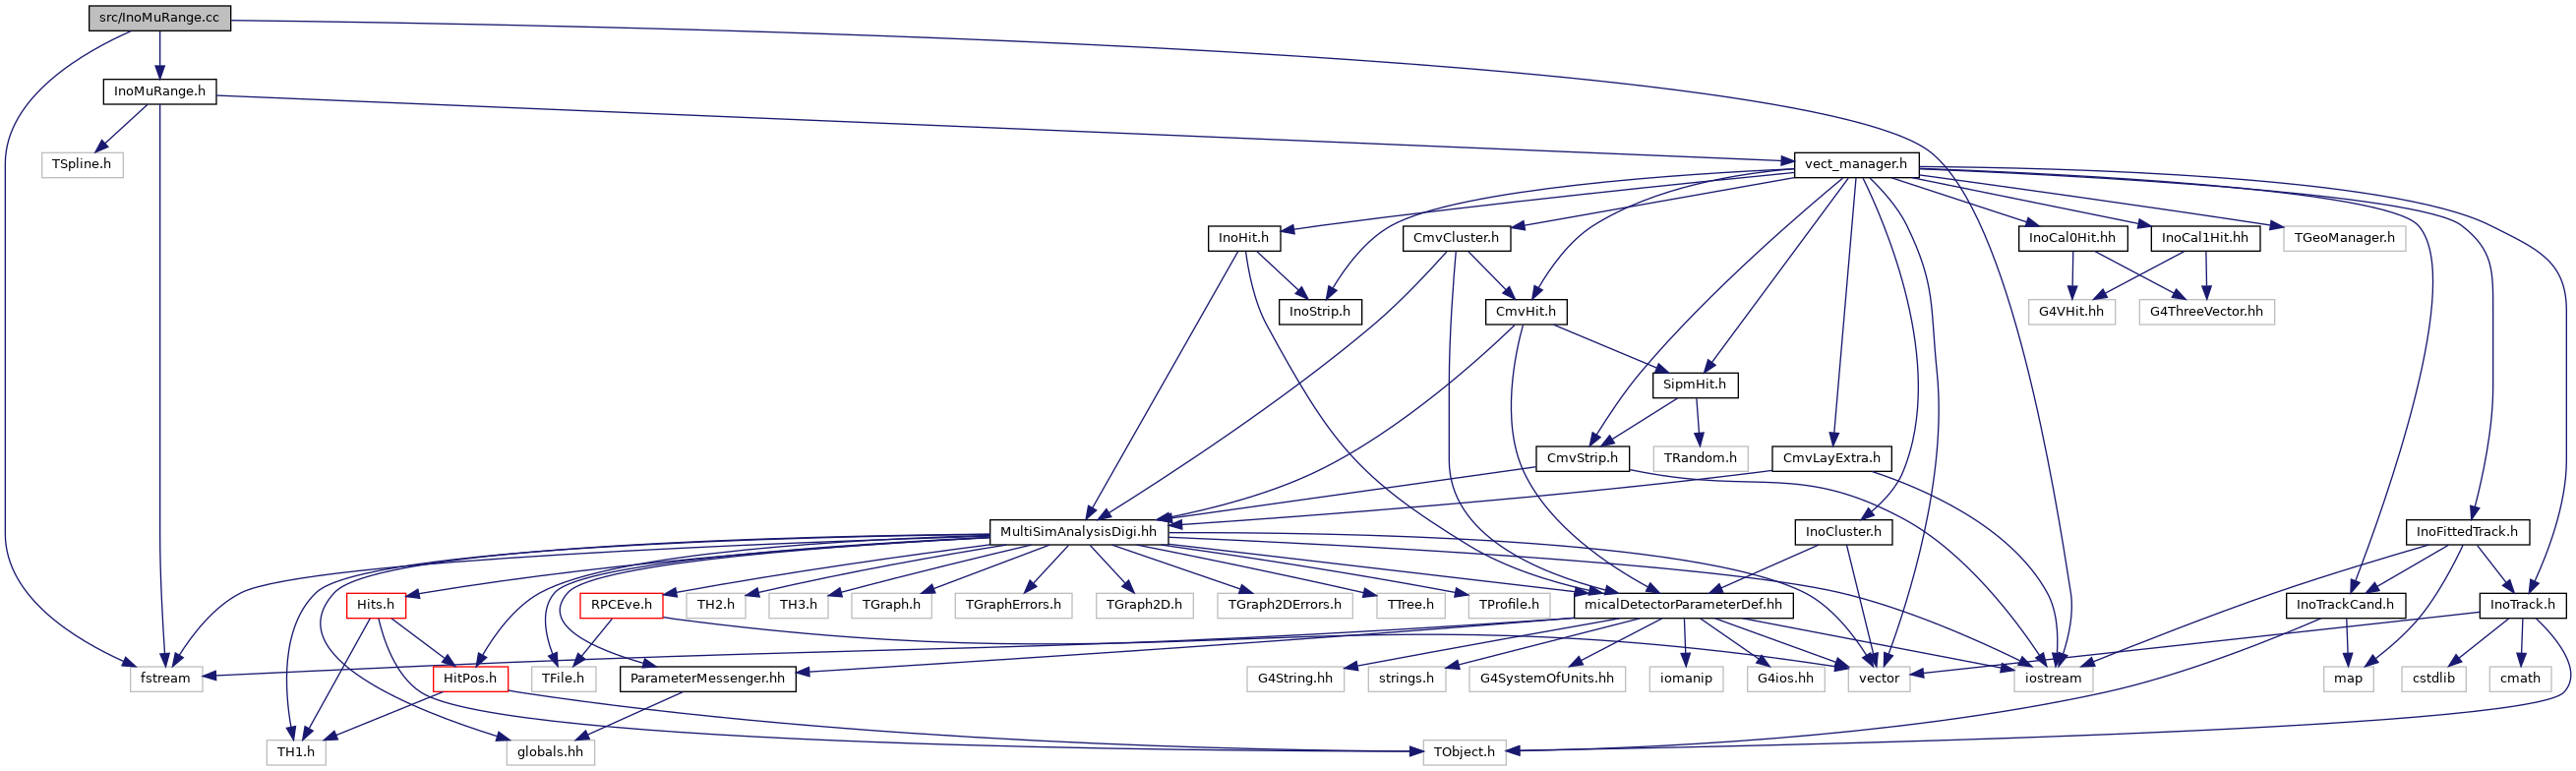 src/InoMuRange.cc
InoMuRange.h
TSpline.h
vect_manager.h
InoHit.h
CmvCluster.h
InoCal0Hit.hh
InoCal1Hit.hh
TGeoManager.h
InoStrip.h
CmvHit.h
G4VHit.hh
G4ThreeVector.hh
SipmHit.h
CmvStrip.h
TRandom.h
CmvLayExtra.h
MultiSimAnalysisDigi.hh
InoCluster.h
InoFittedTrack.h
Hits.h
RPCEve.h
TH2.h
TH3.h
TGraph.h
TGraphErrors.h
TGraph2D.h
TGraph2DErrors.h
TTree.h
TProfile.h
micalDetectorParameterDef.hh
InoTrackCand.h
InoTrack.h
fstream
HitPos.h
TFile.h
ParameterMessenger.hh
G4String.hh
strings.h
G4SystemOfUnits.hh
iomanip
G4ios.hh
vector
iostream
map
cstdlib
cmath
TH1.h
globals.hh
TObject.h